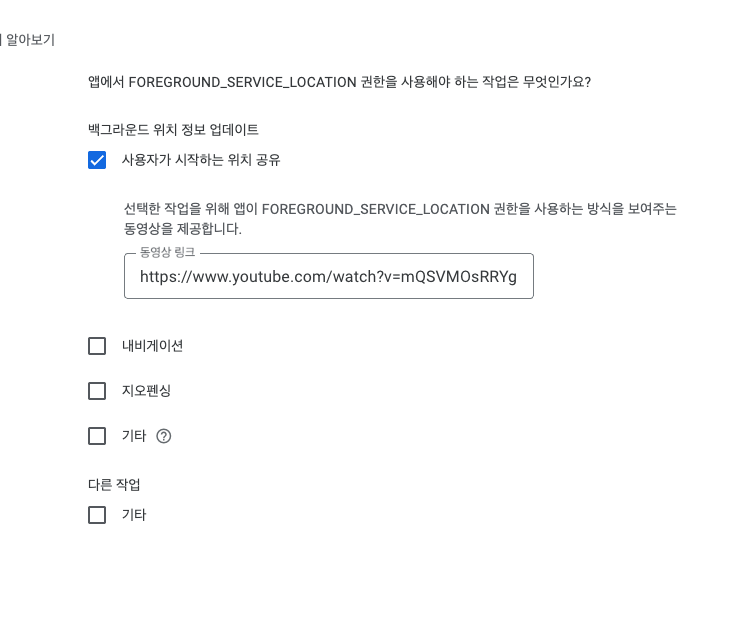 알아보기
앱에서 FOREGROUND_SERVICE_LOCATION 권한을 사용해야 하는 작업은 무엇인가요?
백그라운드 위치 정보 업데이트
사용자가 시작하는 위치 공유
선택한 작업을 위해 앱이 FOREGROUND_SERVICE_LOCATION 권한을 사용하는 방식을 보여주는
동영상을 제공합니다.
동영상 링크
https://www.youtube.com/watch?v=mQSVMOsRRYg
내비게이션
지오펜싱
기타
다른 작업
기타